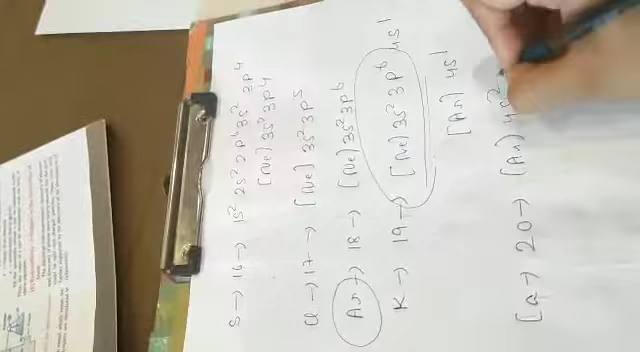 S → 16 → 1S² 2S² 2p⁶ 3S² 3p⁴
[Ne] 3S² 3p⁴
Cl → 17 → [Ne] 3S² 3p⁵
Ar → 18 → [Ne] 3S² 3p⁶
K → 19 → [Ne] 3S² 3p⁶ 4S¹
[Ar] 4S¹
Ca → 20 → [Ar] 4S²